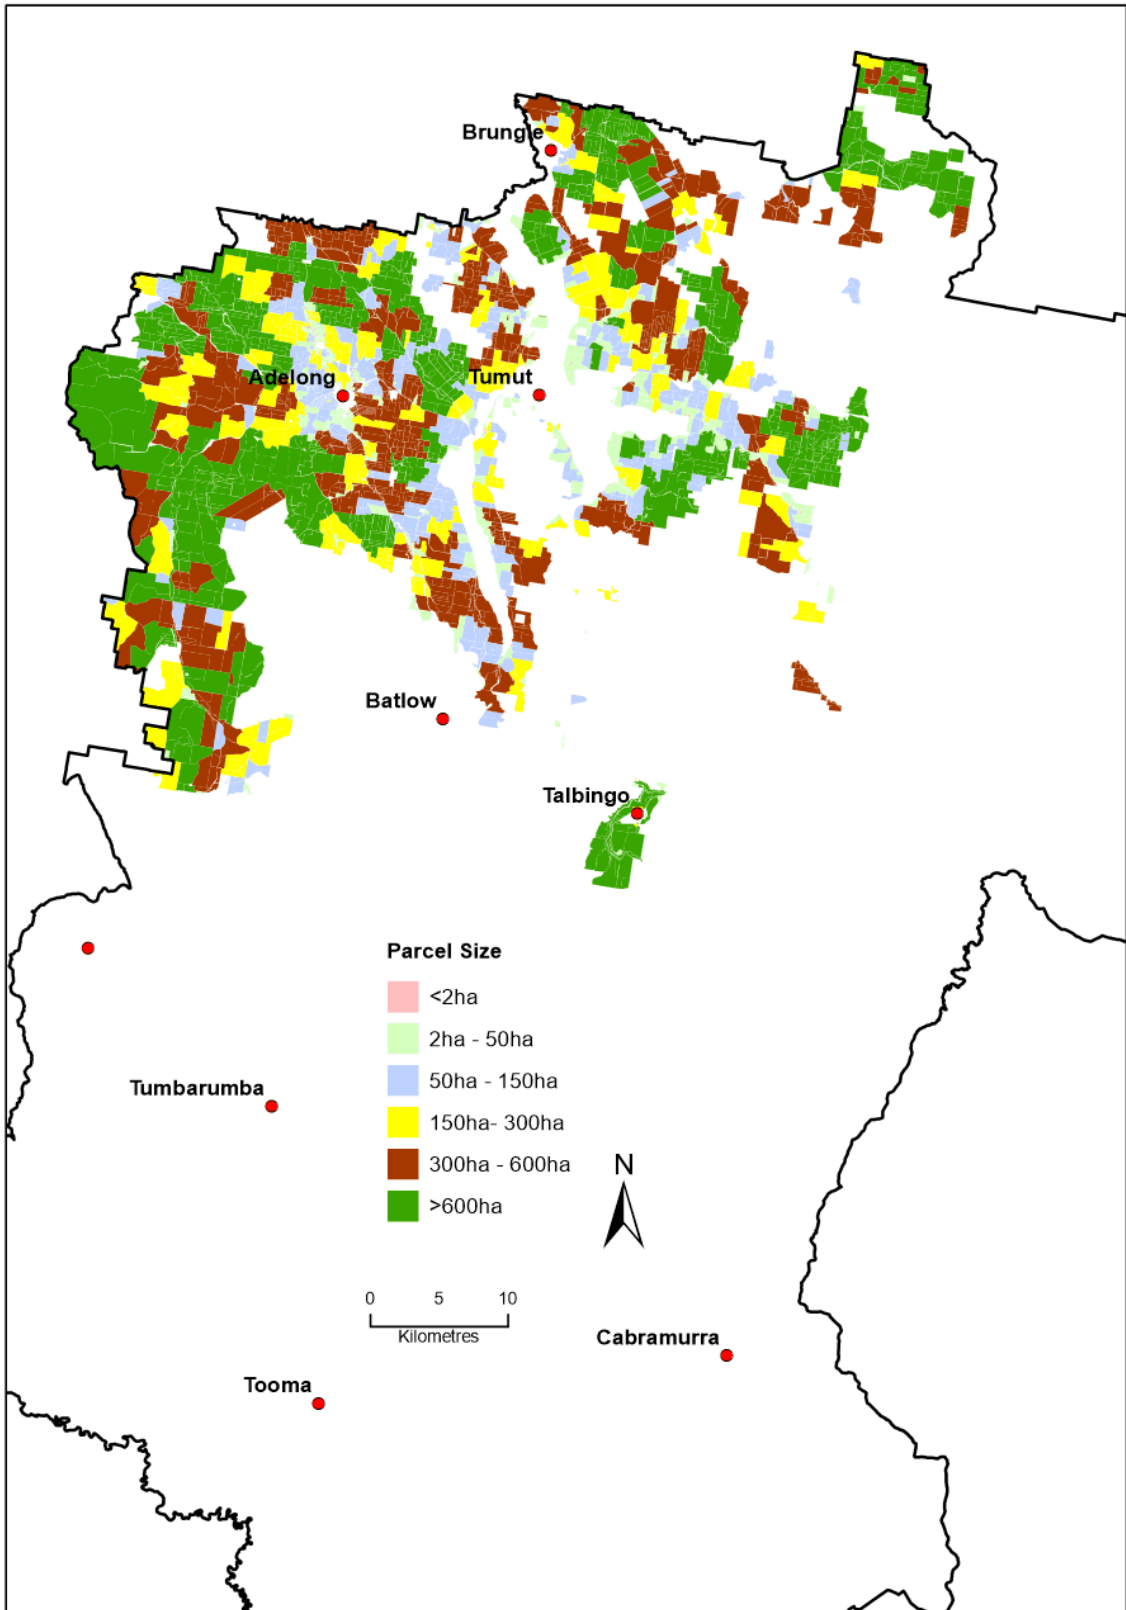 Brungle
Adelong
Tumut
Batlow
Talbingo
Parcel Size
<2ha
2ha - 50ha
50ha - 150ha
150ha- 300ha
300ha - 600ha
>600ha
Tumbarumba
N
0 5 10
Kilometres
Cabramurra
Tooma